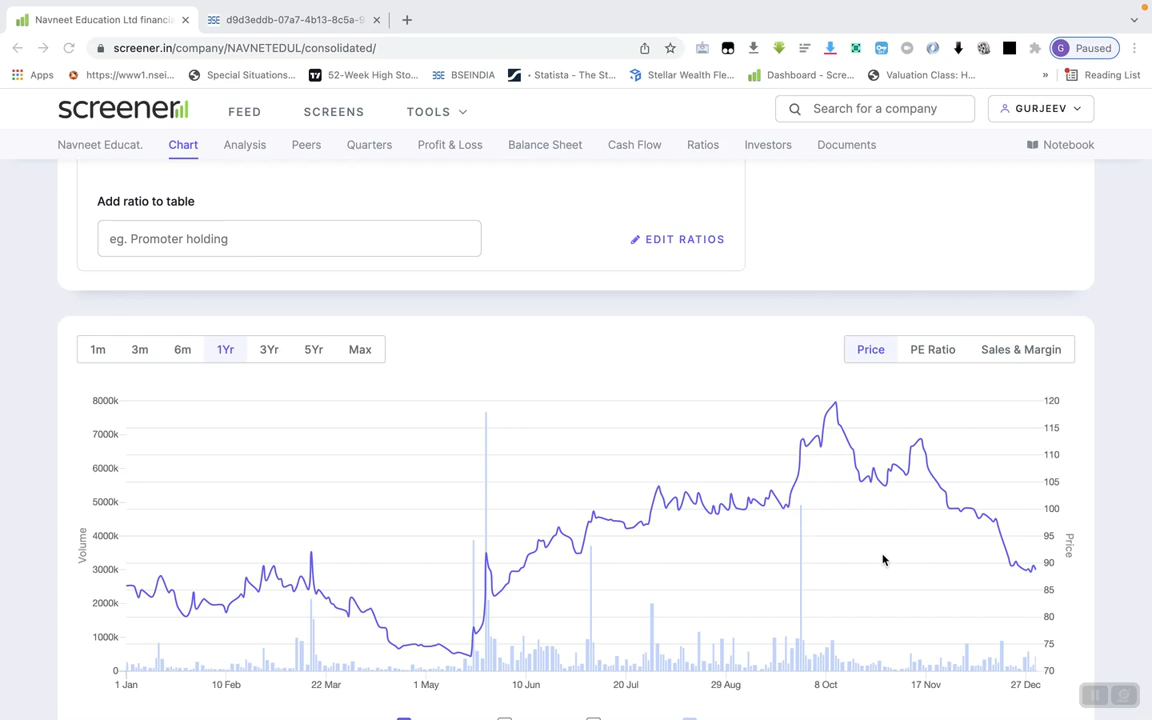 Navneet Education Ltd financi
d9d3eddb-07a7-4b13-8c5a-9
screener.in/company/NAVNETEDUL/consolidated/
G Paused
Apps
https://www1.nsei...
Special Situations...
52-Week High Sto...
BSE BSEINDIA
• Statista - The St...
Stellar Wealth Fle...
Dashboard - Scre...
Valuation Class: H...
»
Reading List
screener
FEED
SCREENS
TOOLS
Search for a company
GURJEEV
Navneet Educat.
Chart
Analysis
Peers
Quarters
Profit & Loss
Balance Sheet
Cash Flow
Ratios
Investors
Documents
Notebook
Add ratio to table
eg. Promoter holding
EDIT RATIOS
1m 3m 6m 1Yr 3Yr 5Yr Max
Price PE Ratio Sales & Margin
8000k
7000k
6000k
5000k
4000k
3000k
2000k
1000k
0
Volume
120
115
110
105
100
95
90
85
80
75
70
Price
1 Jan 10 Feb 22 Mar 1 May 10 Jun 20 Jul 29 Aug 8 Oct 17 Nov 27 Dec